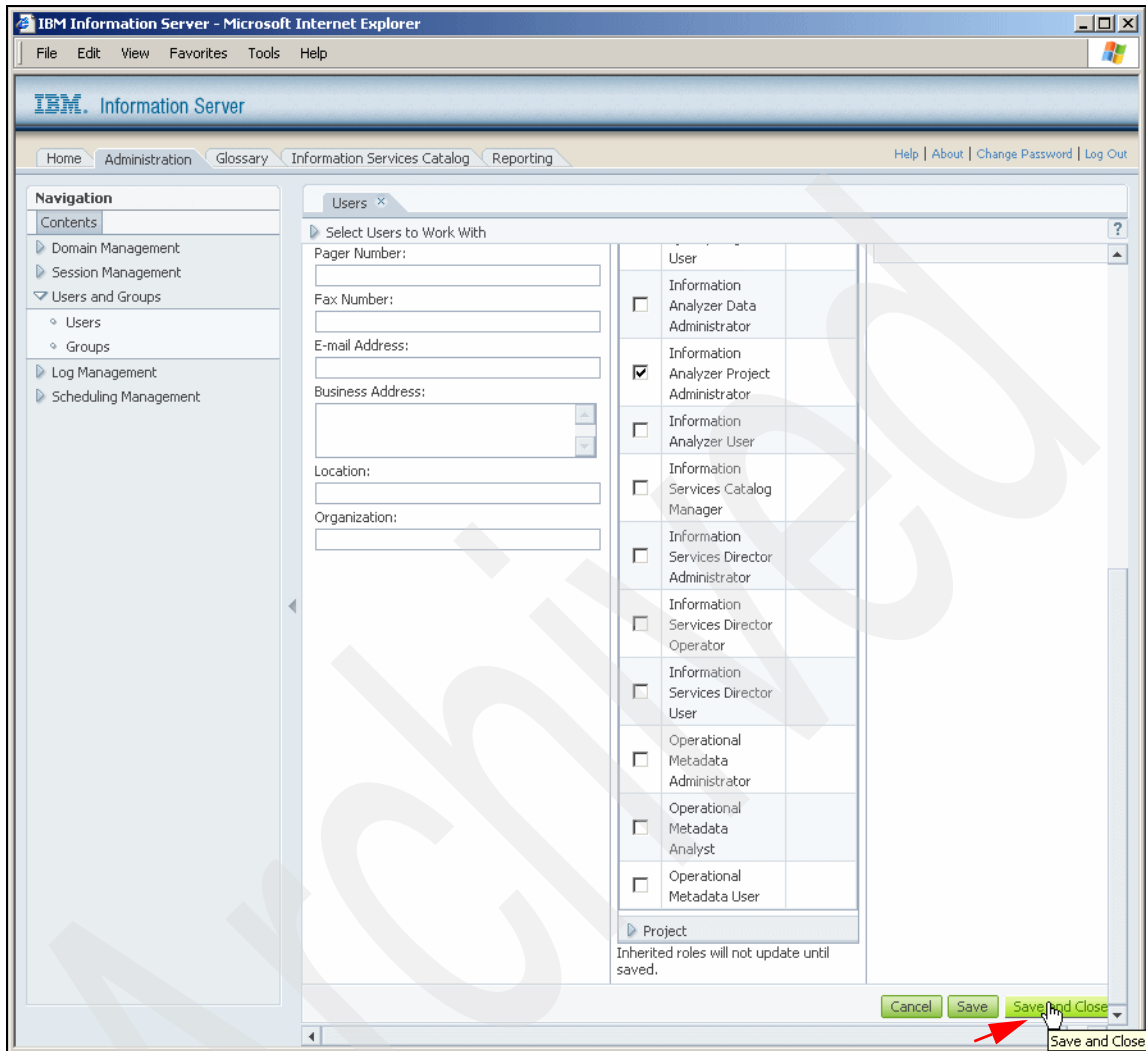 IBM Information Server - Microsoft Internet Explorer
File Edit View Favorites Tools Help
IBM. Information Server
Home Administration Glossary Information Services Catalog Reporting
Help | About | Change Password | Log Out
Navigation
Contents
Domain Management
Session Management
Users and Groups
Users
Groups
Log Management
Scheduling Management
Users ×
Select Users to Work With
?
Pager Number:
Fax Number:
E-mail Address:
Business Address:
Location:
Organization:
User
Information
Analyzer Data
Administrator
Information
Analyzer Project
Administrator
Information
Analyzer User
Information
Services Catalog
Manager
Information
Services Director
Administrator
Information
Services Director
Operator
Information
Services Director
User
Operational
Metadata
Administrator
Operational
Metadata
Analyst
Operational
Metadata User
Project
Inherited roles will not update until
saved.
Cancel Save Save and Close
Save and Close
Archived